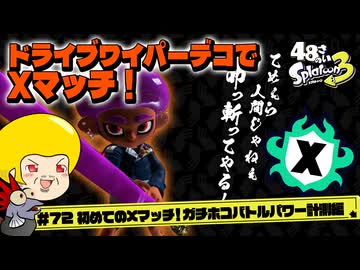 ドライブワイパーデコで
Xマッチ!
48さいの
Splatoon3
てめぇら
人間じゃねぇ
叩っ斬ってやる!
X
#72 初めてのXマッチ!ガチホコバトルパワー計測編